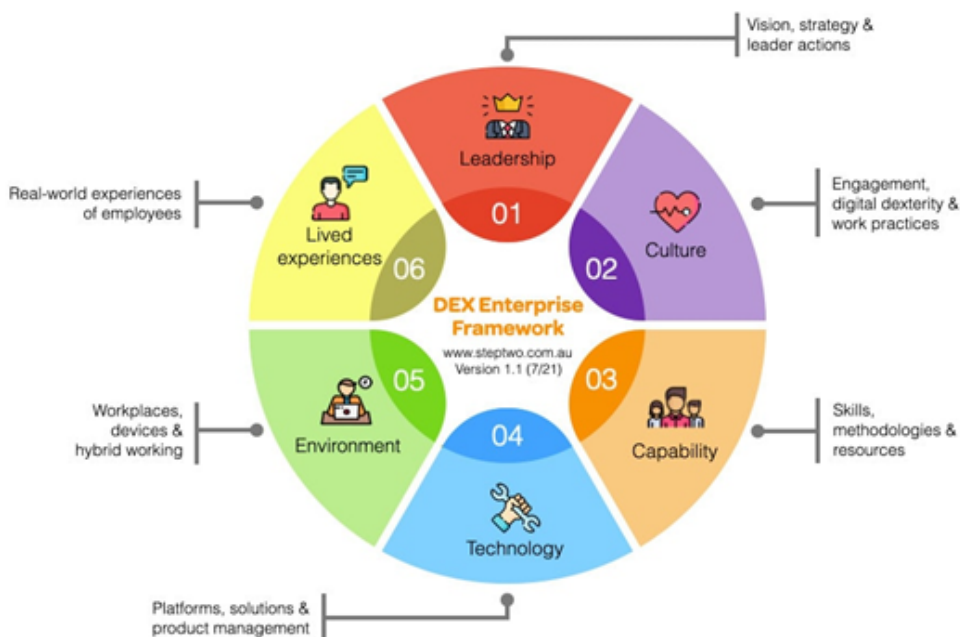 Vision, strategy &
leader actions
Leadership
01
Real-world experiences
of employees
Lived
experiences
06
02
Culture
Engagement,
digital dexterity &
work practices
DEX Enterprise
Framework
www.steptwo.com.au
Version 1.1 (7/21)
Workplaces,
devices &
hybrid working
05
Environment
03
Capability
Skills,
methodologies &
resources
04
Technology
Platforms, solutions &
product management